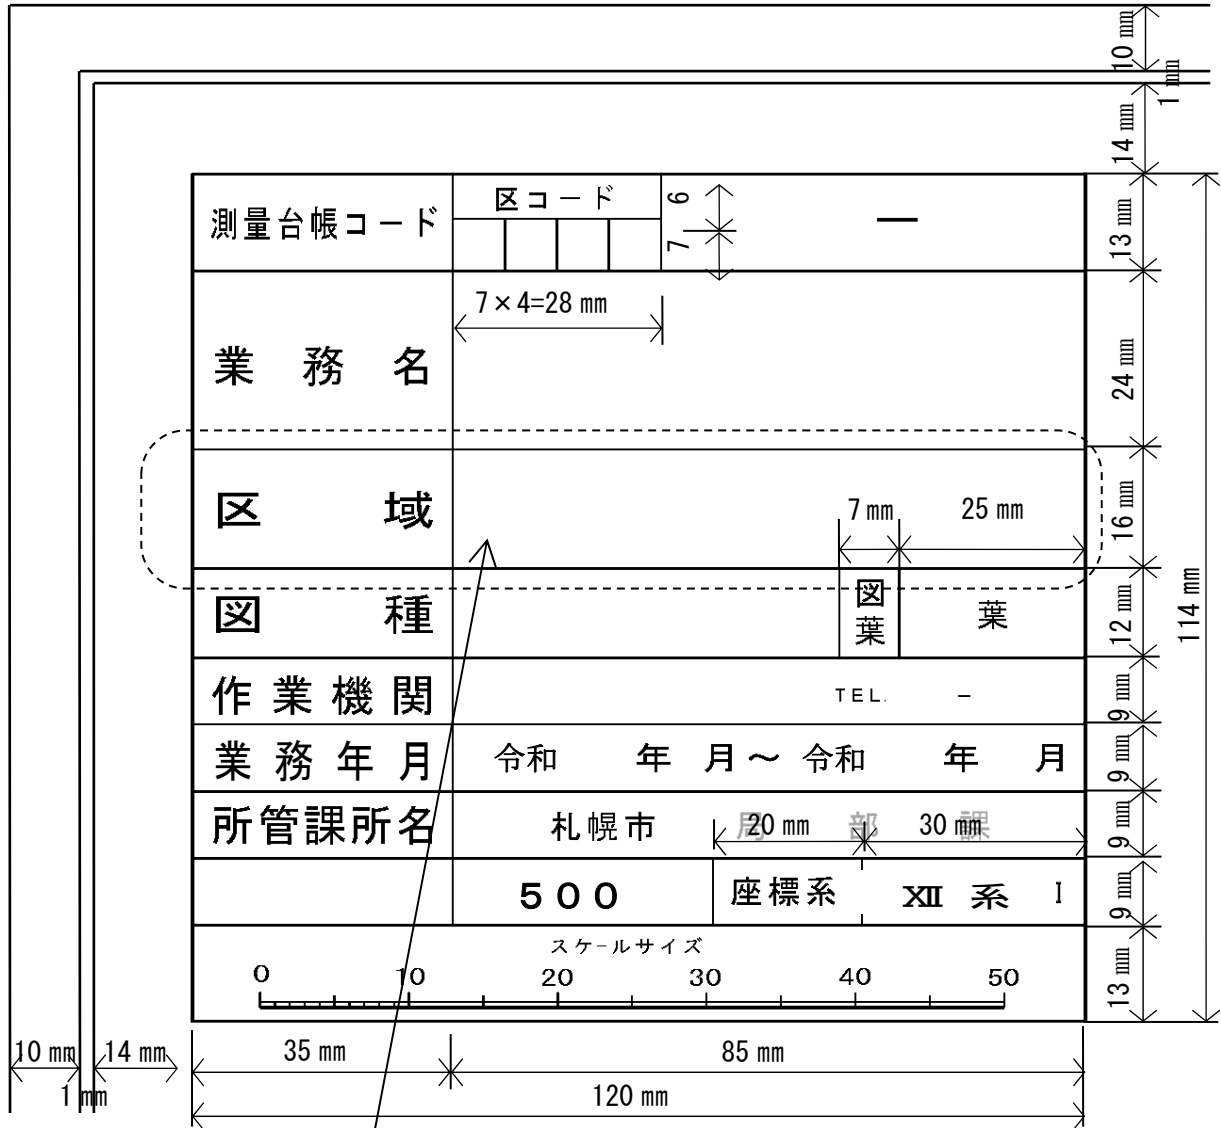 10 mm
1 mm
14 mm
測量台帳コード 区コード 6 7 ー 13 mm
7×4=28 mm
業務名 24 mm
区域 7 mm 25 mm 16 mm
図種 図葉 葉 12 mm
114 mm
作業機関 TEL. － 9 mm
業務年月 令和 年 月～令和 年 月 9 mm
所管課所名 札幌市 局 部 課 20 mm 30 mm 9 mm
500 座標系 XII 系 I 9 mm
スケールサイズ
0 10 20 30 40 50 13 mm
10 mm 14 mm 35 mm 85 mm
1 mm 120 mm